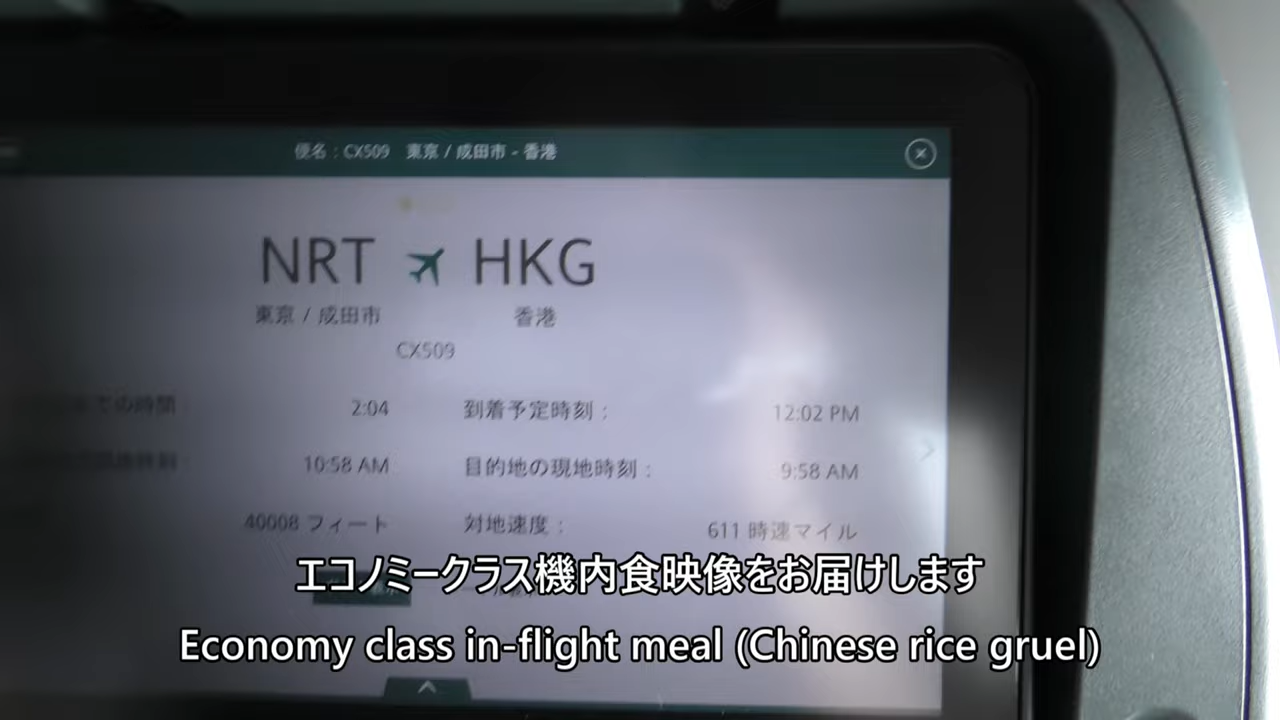 便名：CX509 東京 / 成田市 - 香港
NRT HKG
東京 / 成田市 香港
CX509
での時間 2:04 到着予定時刻： 12:02 PM
10:58 AM 目的地の現地時刻： 9:58 AM
40008 フィート 対地速度： 611 時速マイル
エコノミークラス機内食映像をお届けします
Economy class in-flight meal (Chinese rice gruel)